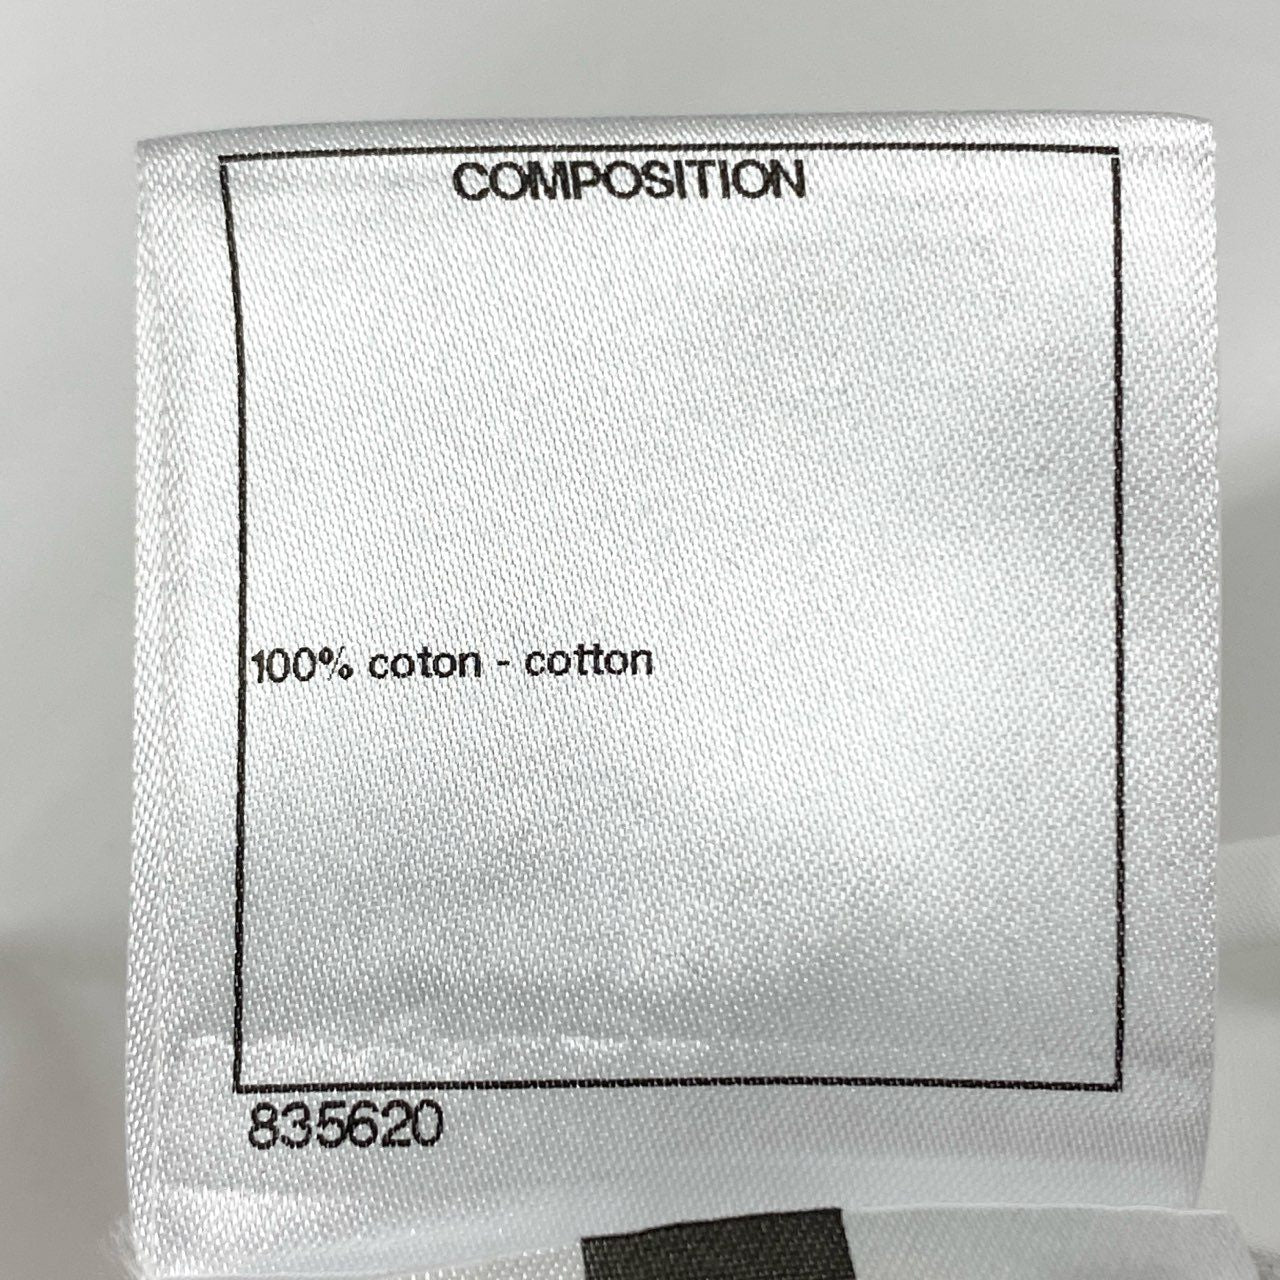 COMPOSITION
100% coton - cotton
835620